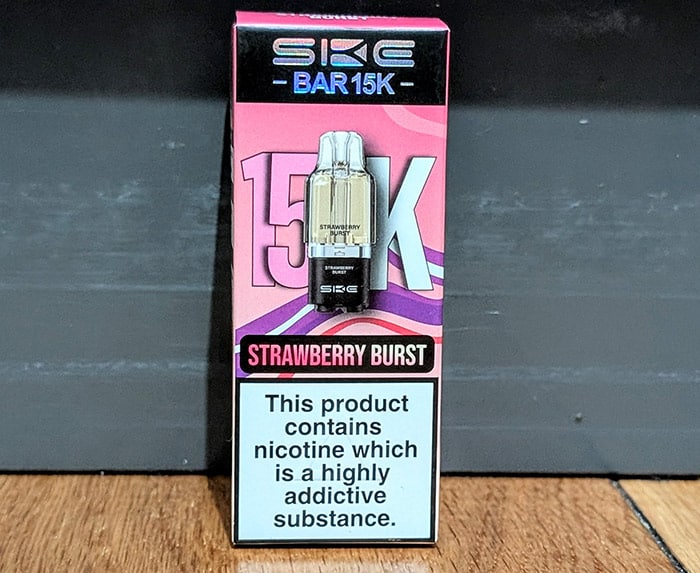 SKE
- BAR 15K -
15K
STRAWBERRY
BURST
STRAWBERRY
BURST
SKE
STRAWBERRY BURST
This product
contains
nicotine which
is a highly
addictive
substance.